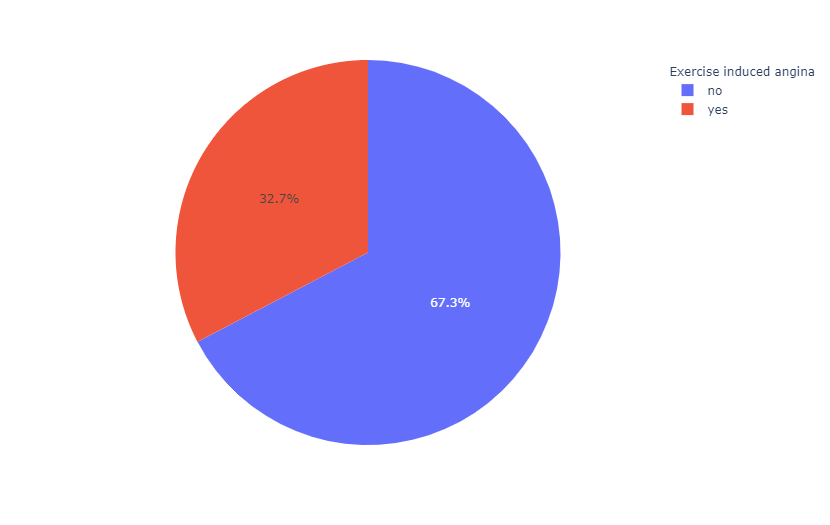 Exercise induced angina
no
yes
32.7%
67.3%